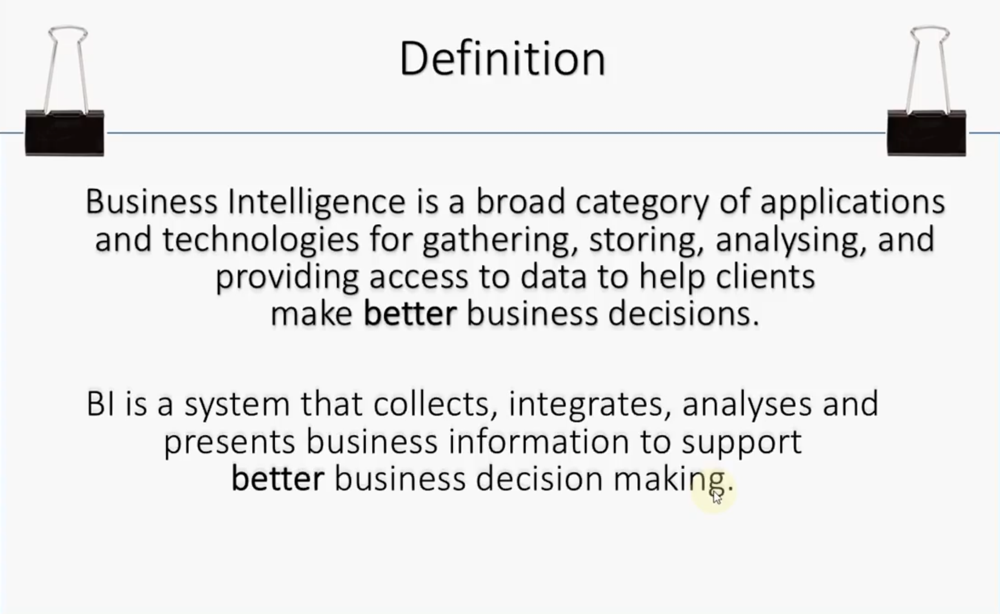 Definition
Business Intelligence is a broad category of applications
and technologies for gathering, storing, analysing, and
providing access to data to help clients
make better business decisions.
BI is a system that collects, integrates, analyses and
presents business information to support
better business decision making.